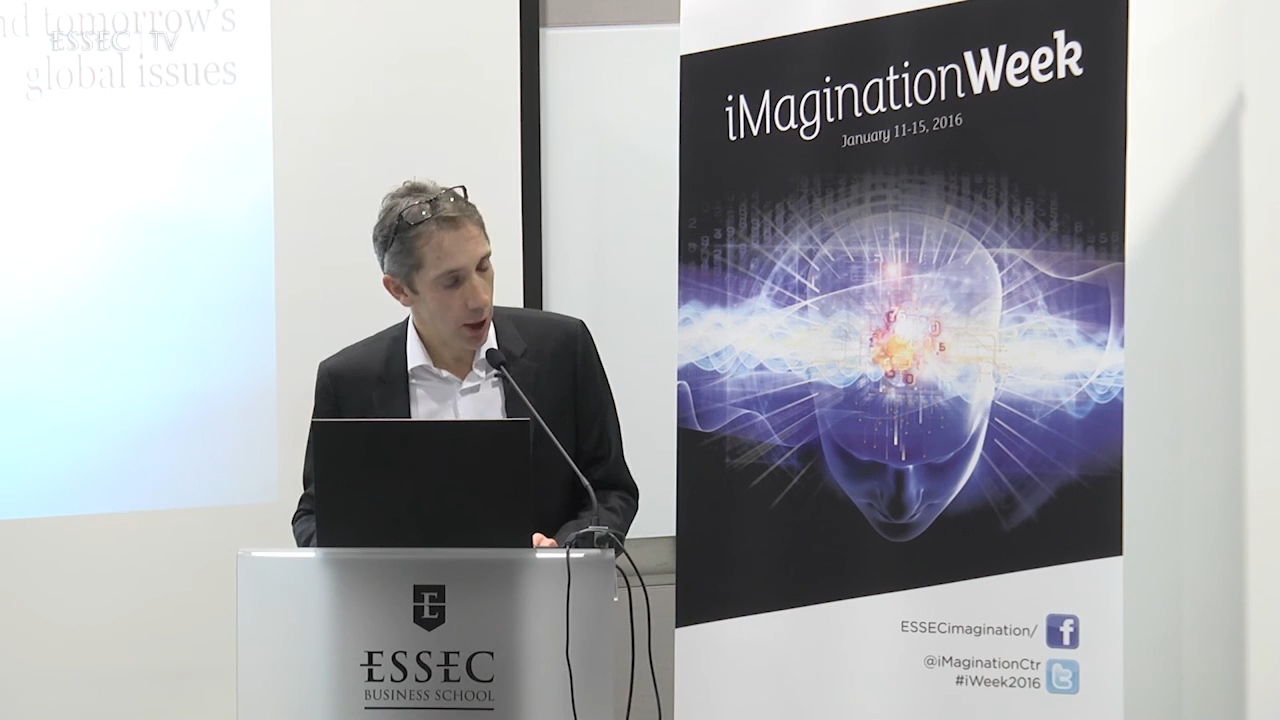 nd tomorrow's
global issues
ESSEC | TV
iMaginationWeek
January 11-15, 2016
ESSECimagination/
@iMaginationCtr
#iWeek2016
E
ESSEC
BUSINESS SCHOOL